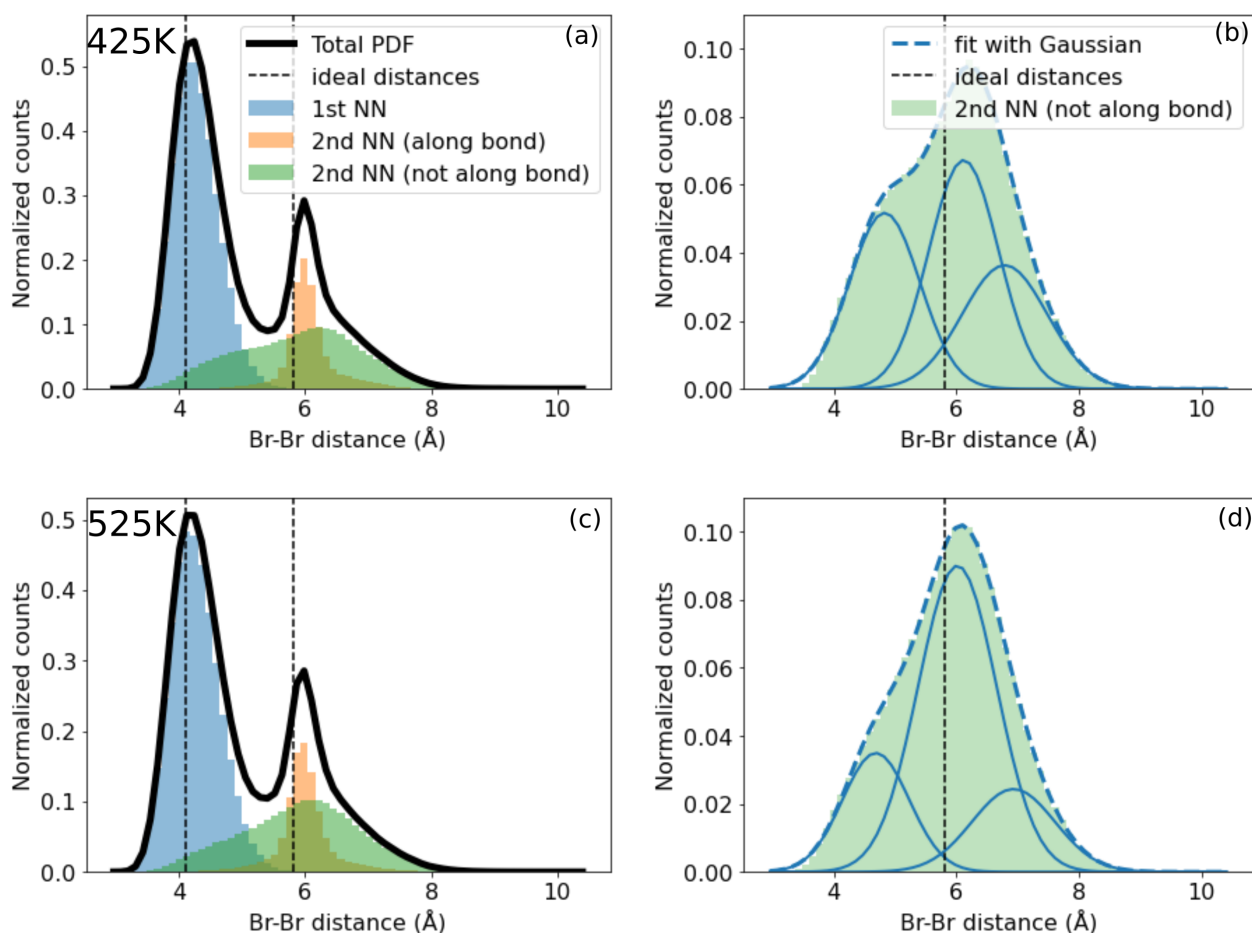 425K
(a)
Total PDF
ideal distances
1st NN
2nd NN (along bond)
2nd NN (not along bond)
Normalized counts
0.5
0.4
0.3
0.2
0.1
0.0
4
6
8
10
Br-Br distance (Å)
(b)
fit with Gaussian
ideal distances
2nd NN (not along bond)
Normalized counts
0.10
0.08
0.06
0.04
0.02
0.00
4
6
8
10
Br-Br distance (Å)
525K
(c)
Normalized counts
0.5
0.4
0.3
0.2
0.1
0.0
4
6
8
10
Br-Br distance (Å)
(d)
Normalized counts
0.10
0.08
0.06
0.04
0.02
0.00
4
6
8
10
Br-Br distance (Å)